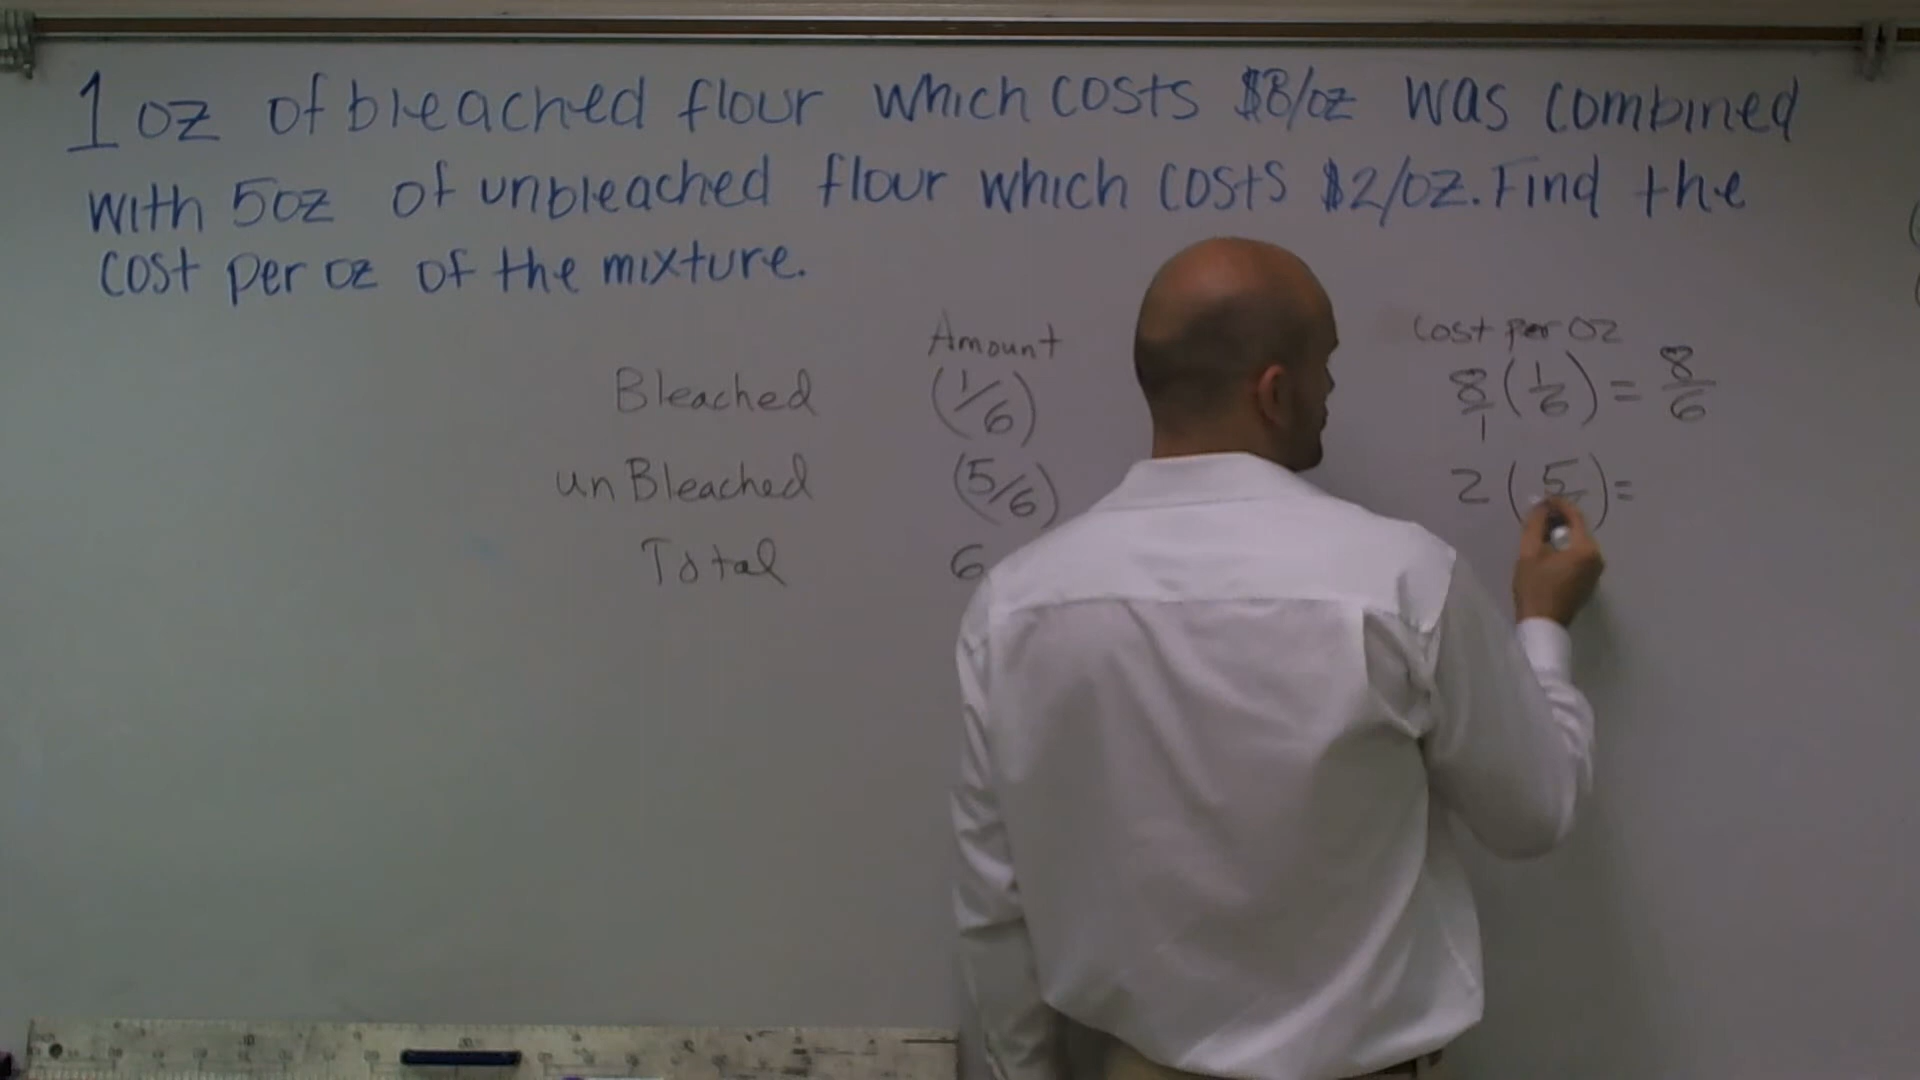 1 oz of bleached flour which costs $8/oz was combined
with 5oz of unbleached flour which costs $2/oz. Find the
cost per oz of the mixture.
Amount cost per oz
Bleached (1/6) 8/1 (1/6) = 8/6
unBleached (5/6) 2 (5 ) =
Total 6